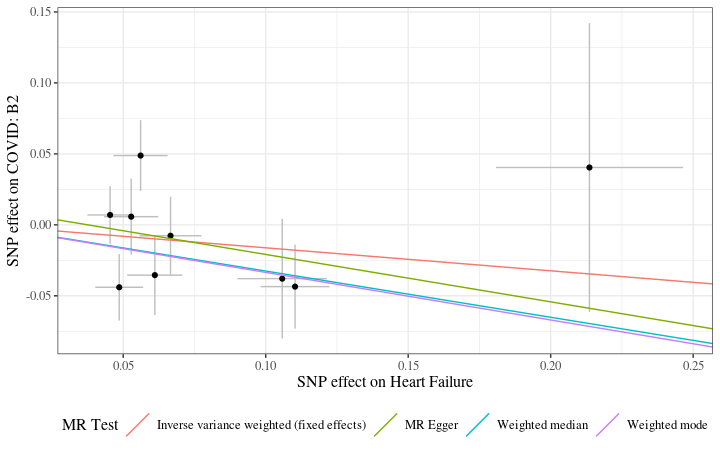 0.15
0.10
0.05
0.00
-0.05
SNP effect on COVID: B2
0.05
0.10
0.15
0.20
0.25
SNP effect on Heart Failure
MR Test
Inverse variance weighted (fixed effects)
MR Egger
Weighted median
Weighted mode